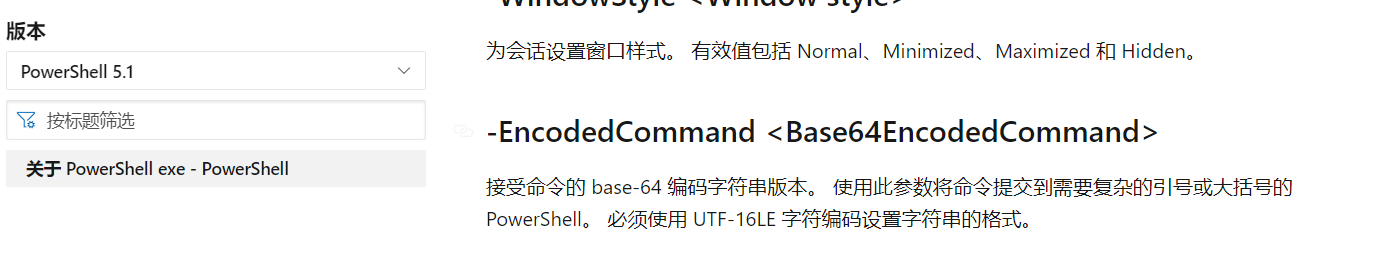 版本
PowerShell 5.1
按标题筛选
关于 PowerShell exe - PowerShell
-WindowStyle <Window style>
为会话设置窗口样式。 有效值包括 Normal、Minimized、Maximized 和 Hidden。
-EncodedCommand <Base64EncodedCommand>
接受命令的 base-64 编码字符串版本。 使用此参数将命令提交到需要复杂的引号或大括号的
PowerShell。 必须使用 UTF-16LE 字符编码设置字符串的格式。